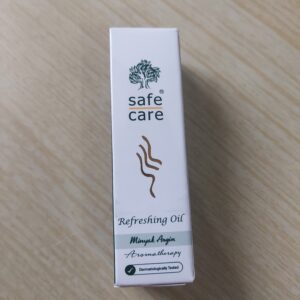 safe®
care
Refreshing Oil
Minyak Angin
Aromatherapy
Dermatologically Tested